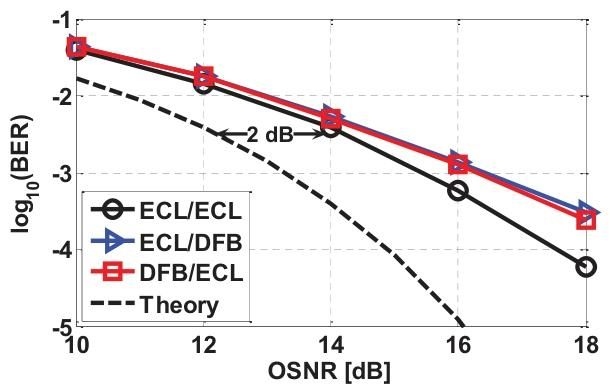 -1
-2
-3
-4
-5
log10(BER)
2 dB
ECL/ECL
ECL/DFB
DFB/ECL
Theory
10 12 14 16 18
OSNR [dB]